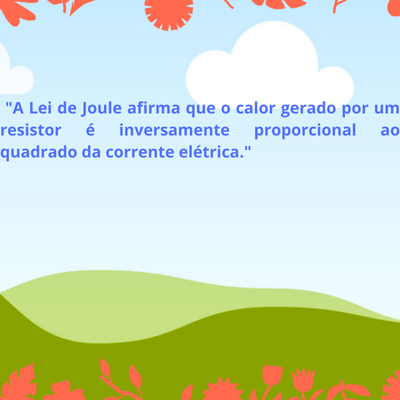 "A Lei de Joule afirma que o calor gerado por um
resistor é inversamente proporcional ao
quadrado da corrente elétrica."